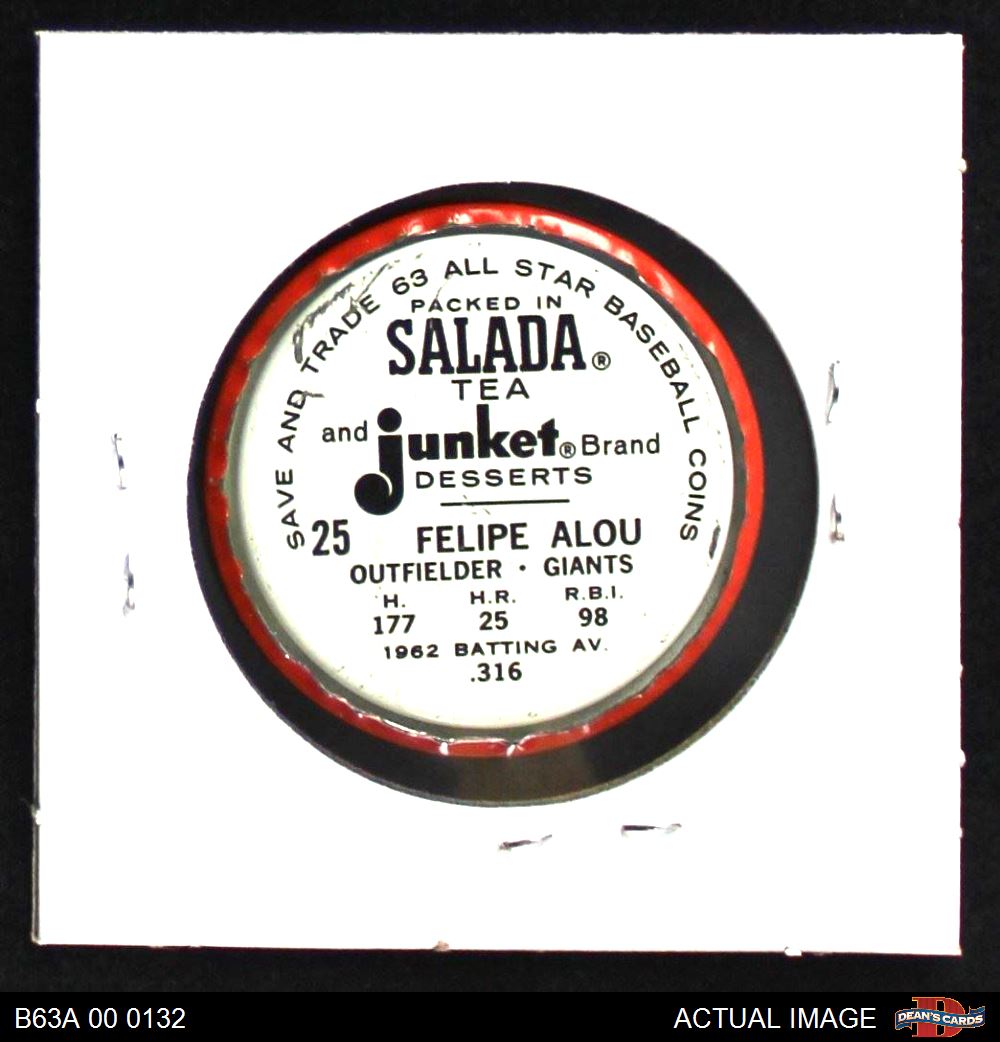 SAVE AND TRADE 63 ALL STAR BASEBALL COINS
PACKED IN
SALADA®
TEA
and junket® Brand
DESSERTS
25 FELIPE ALOU
OUTFIELDER • GIANTS
H. H.R. R.B.I.
177 25 98
1962 BATTING AV.
.316
B63A 00 0132 ACTUAL IMAGE DEAN'S CARDS